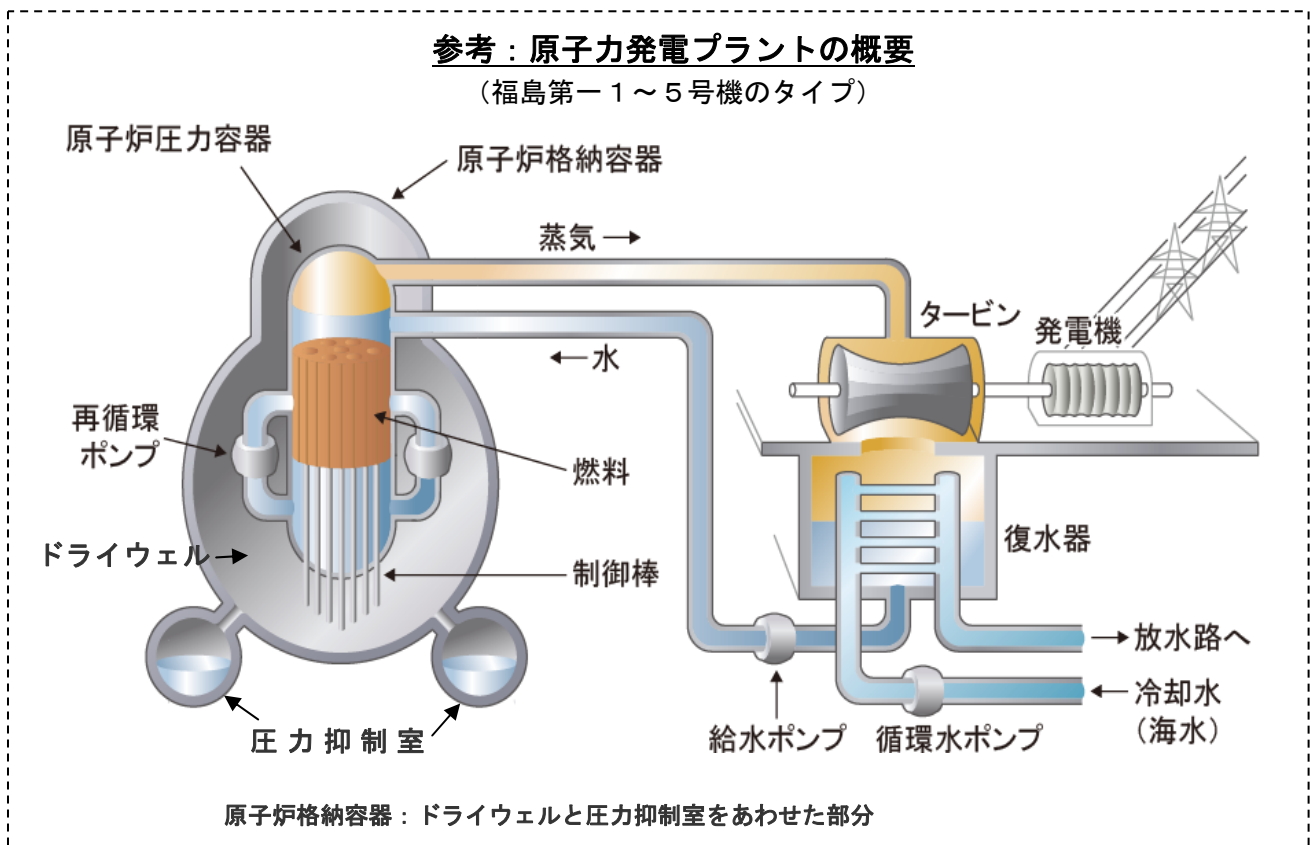 参考:原子力発電プラントの概要
(福島第一1~5号機のタイプ)
原子炉圧力容器
原子炉格納容器
蒸気→
タービン
発電機
←水
再循環
ポンプ
燃料
ドライウェル
復水器
制御棒
→放水路へ
←冷却水
(海水)
圧力抑制室
給水ポンプ
循環水ポンプ
原子炉格納容器:ドライウェルと圧力抑制室をあわせた部分